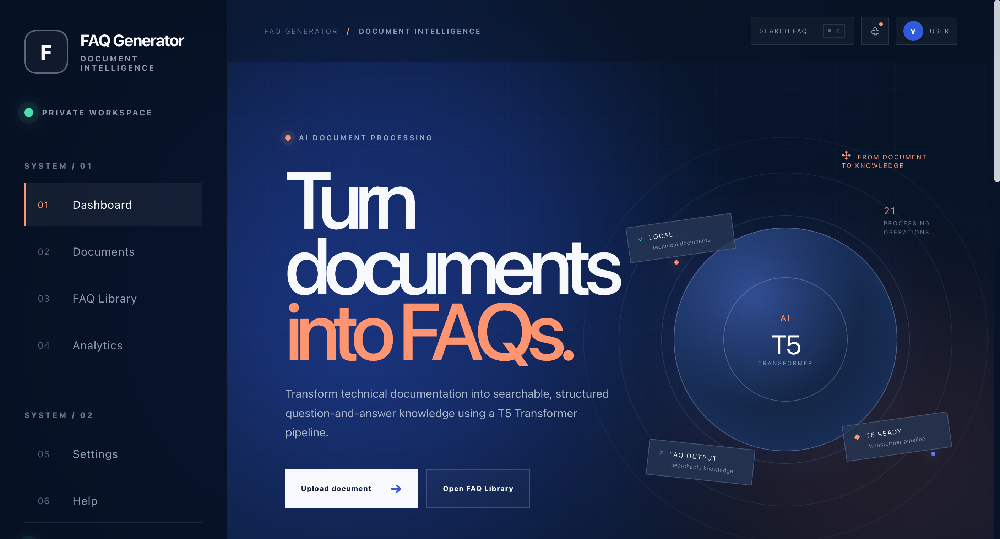 F
FAQ Generator
DOCUMENT
INTELLIGENCE
PRIVATE WORKSPACE
SYSTEM / 01
01 Dashboard
02 Documents
03 FAQ Library
04 Analytics
SYSTEM / 02
05 Settings
06 Help
FAQ GENERATOR / DOCUMENT INTELLIGENCE
SEARCH FAQ ⌘ K
V USER
AI DOCUMENT PROCESSING
Turn
documents
into FAQs.
Transform technical documentation into searchable, structured
question-and-answer knowledge using a T5 Transformer
pipeline.
Upload document →
Open FAQ Library
FROM DOCUMENT
TO KNOWLEDGE
21
PROCESSING
OPERATIONS
✓ LOCAL
technical documents
AI
T5
TRANSFORMER
◆ T5 READY
transformer pipeline
↗ FAQ OUTPUT
searchable knowledge